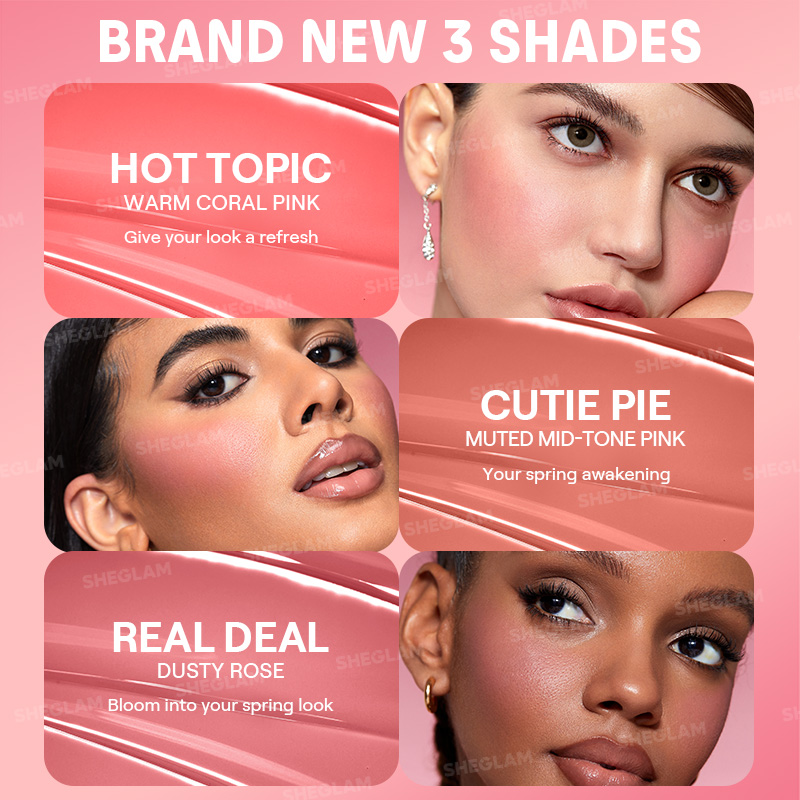 BRAND NEW 3 SHADES
HOT TOPIC
WARM CORAL PINK
Give your look a refresh
CUTIE PIE
MUTED MID-TONE PINK
Your spring awakening
REAL DEAL
DUSTY ROSE
Bloom into your spring look
SHEGLAM